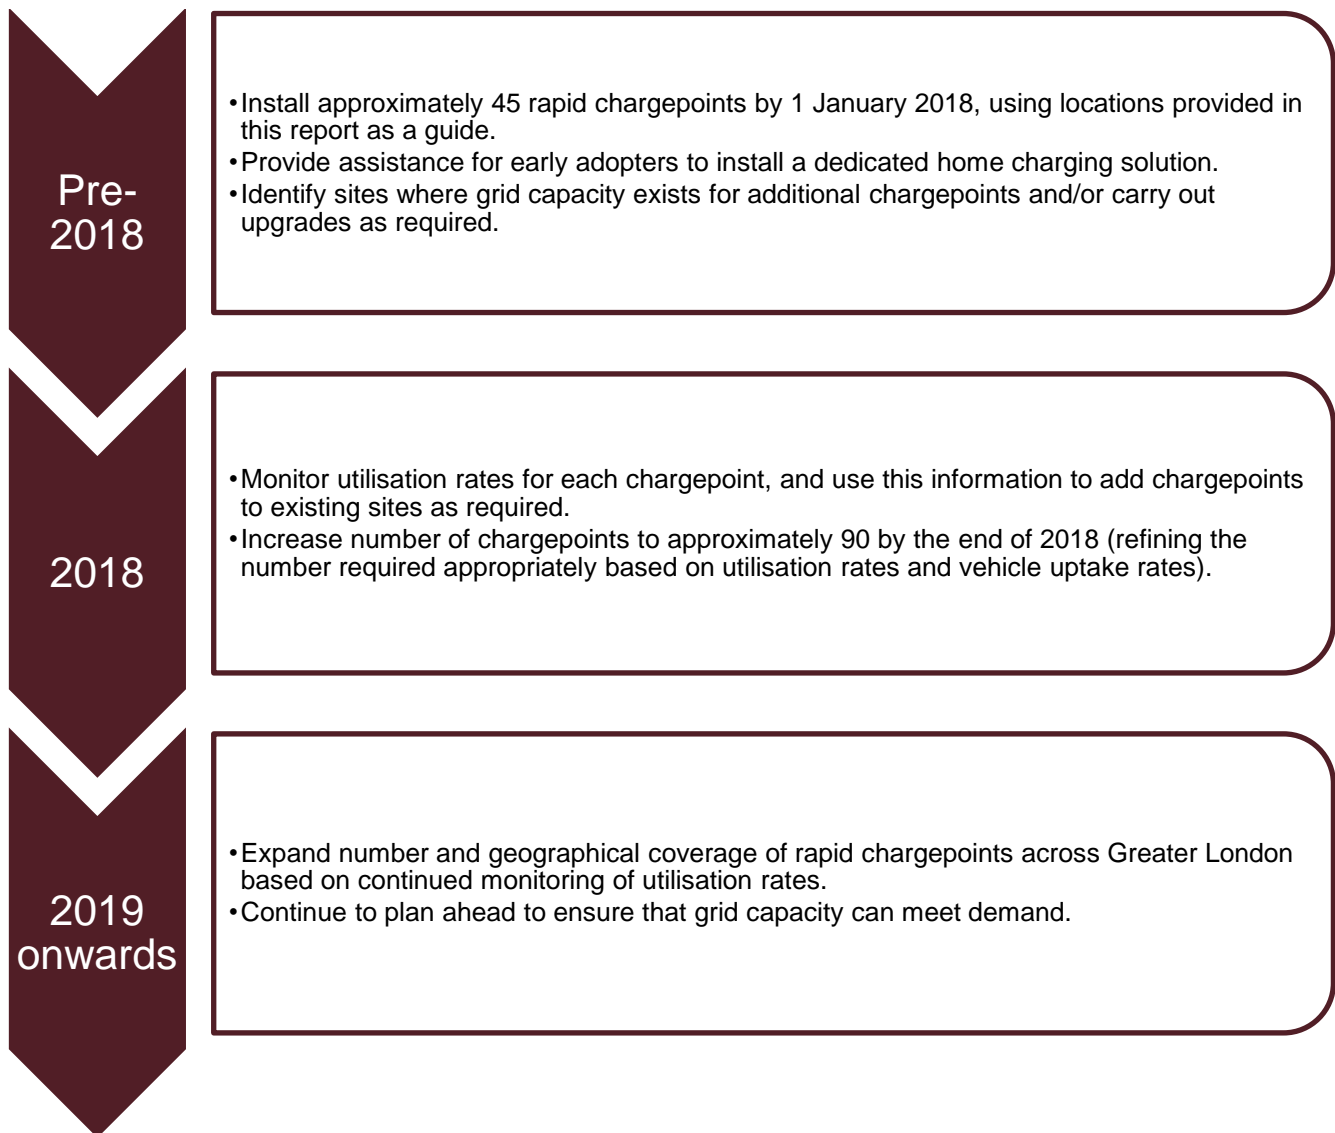 Pre-
2018
•Install approximately 45 rapid chargepoints by 1 January 2018, using locations provided in
this report as a guide.
•Provide assistance for early adopters to install a dedicated home charging solution.
•Identify sites where grid capacity exists for additional chargepoints and/or carry out
upgrades as required.
2018
•Monitor utilisation rates for each chargepoint, and use this information to add chargepoints
to existing sites as required.
•Increase number of chargepoints to approximately 90 by the end of 2018 (refining the
number required appropriately based on utilisation rates and vehicle uptake rates).
2019
onwards
•Expand number and geographical coverage of rapid chargepoints across Greater London
based on continued monitoring of utilisation rates.
•Continue to plan ahead to ensure that grid capacity can meet demand.